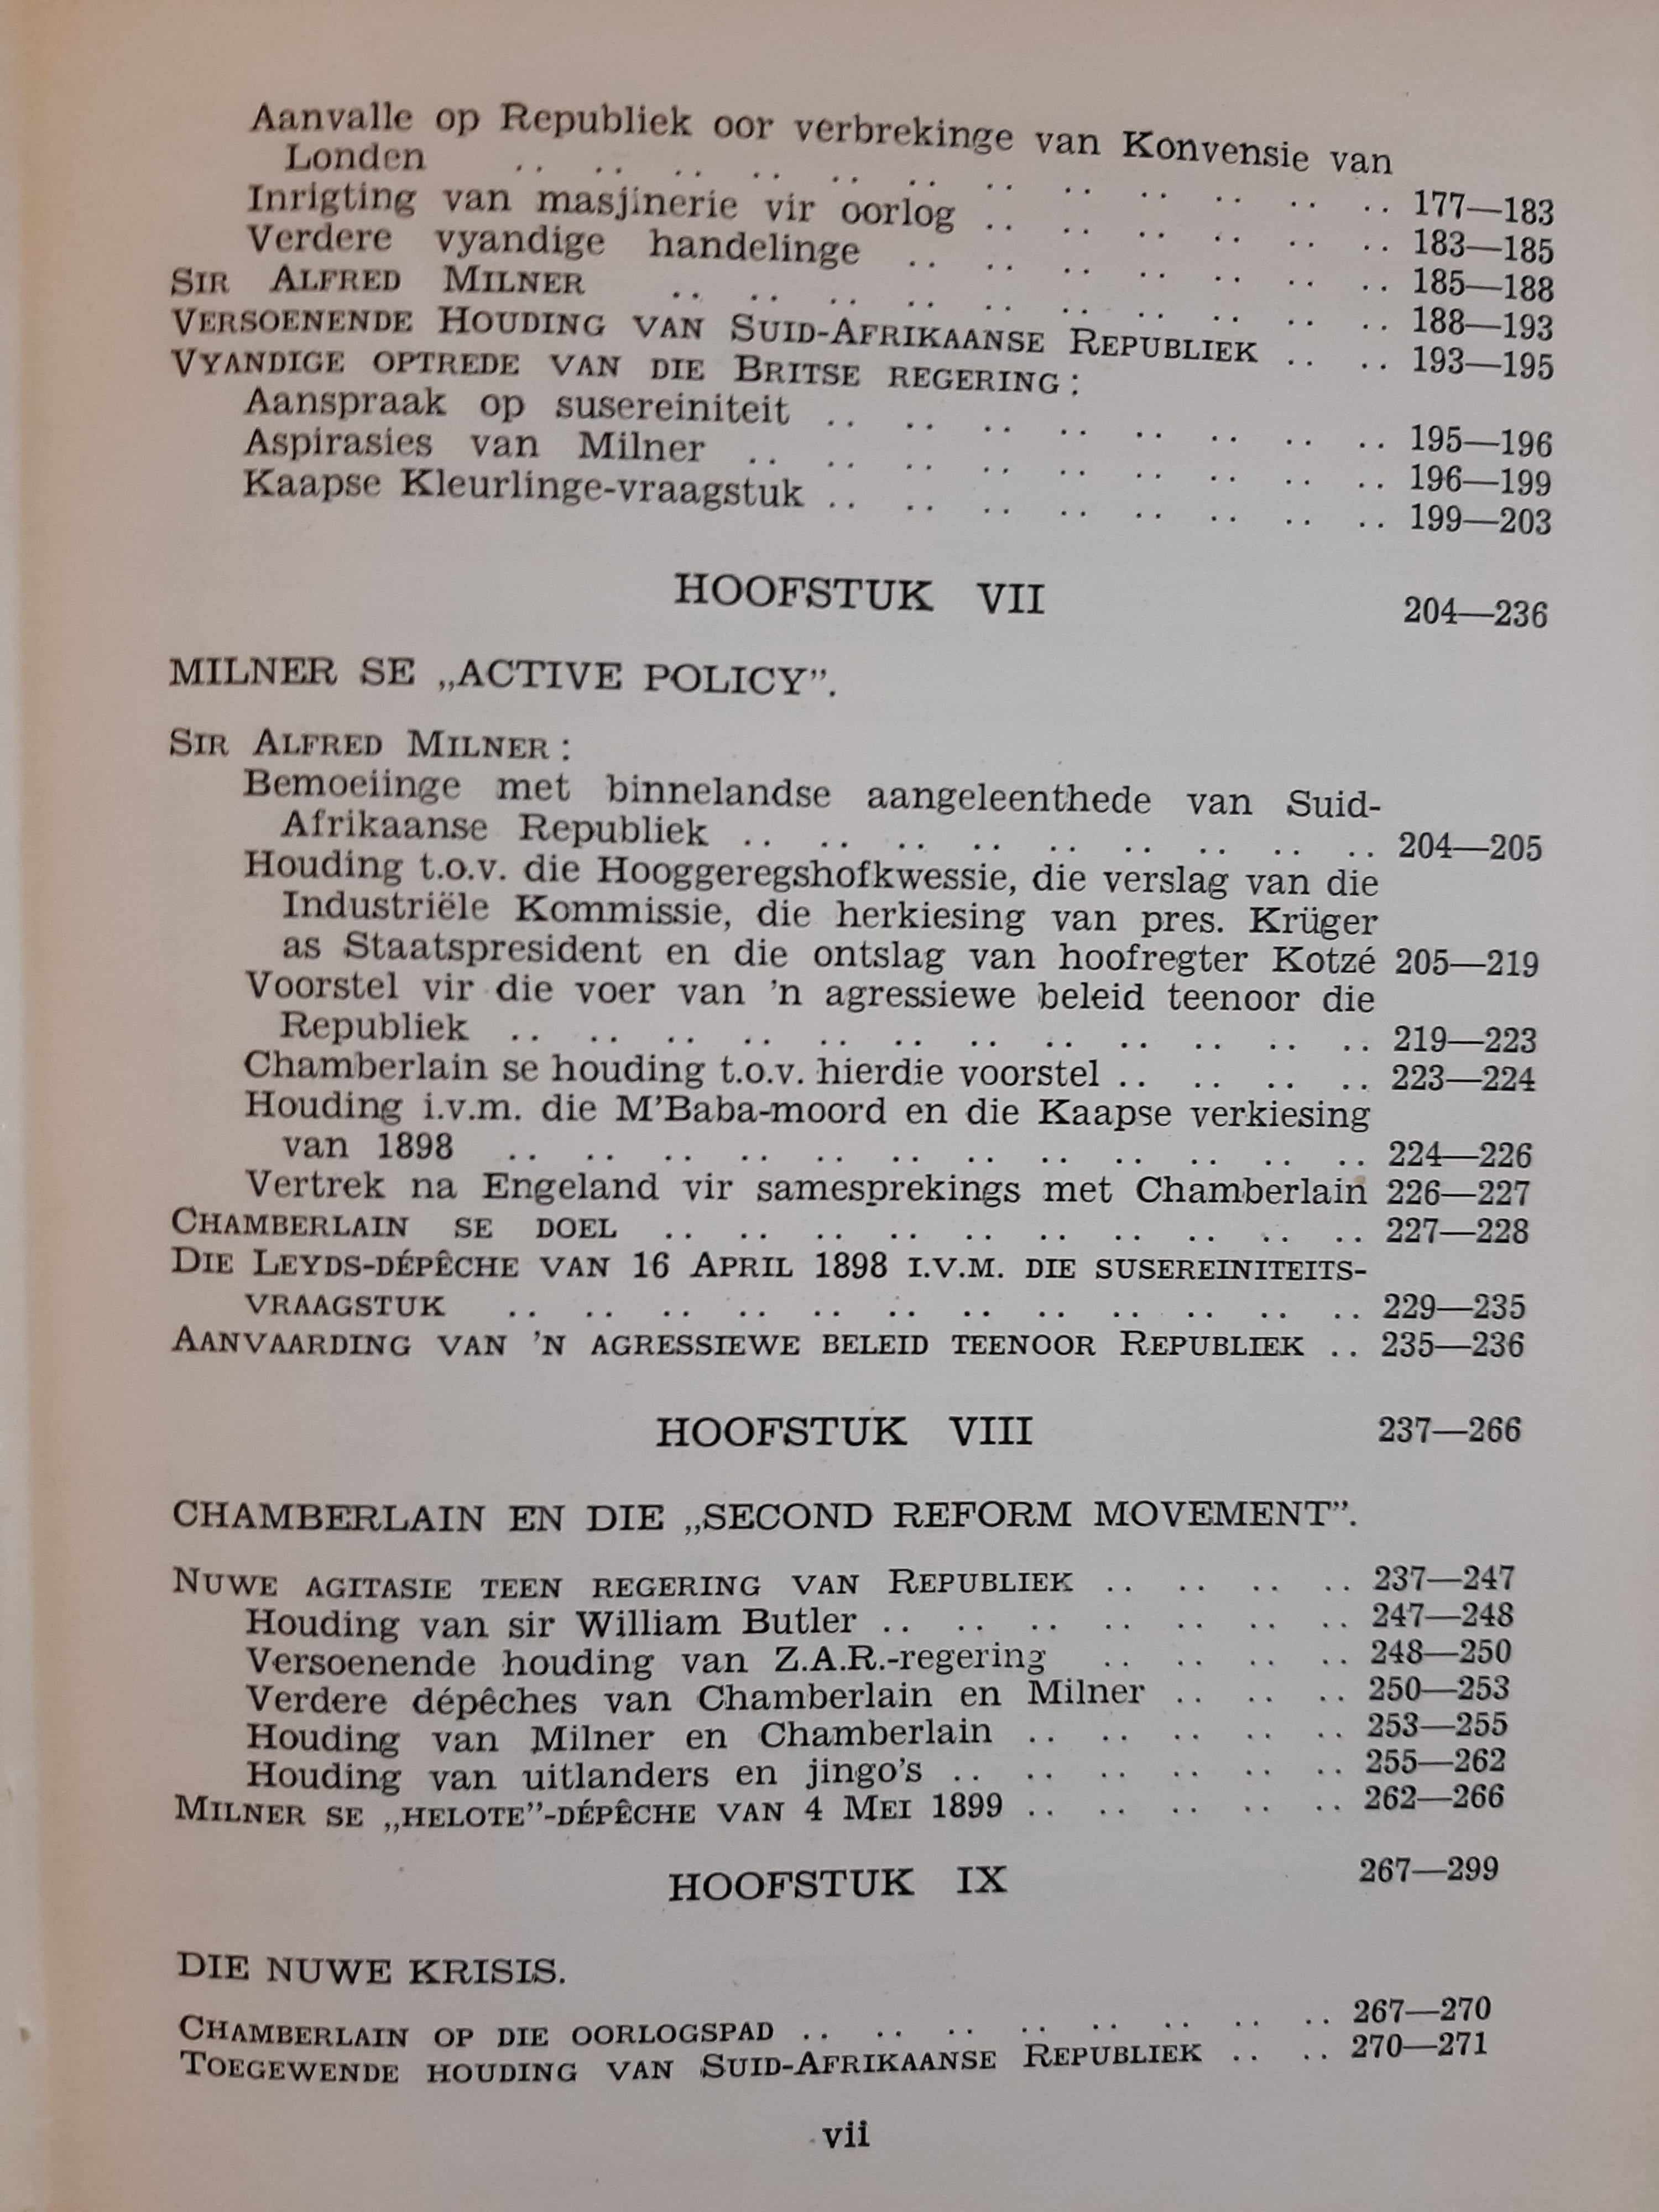 Aanvalle op Republiek oor verbrekinge van Konvensie van
Londen .. .. .. .. .. .. .. .. .. .. .. .. 177—183
Inrigting van masjinerie vir oorlog .. .. .. .. .. .. 183—185
Verdere vyandige handelinge .. .. .. .. .. .. .. 185—188
SIR ALFRED MILNER .. .. .. .. .. .. .. .. .. .. 188—193
VERSOENENDE HOUDING VAN SUID-AFRIKAANSE REPUBLIEK .. .. 193—195
VYANDIGE OPTREDE VAN DIE BRITSE REGERING:
Aanspraak op susereiniteit .. .. .. .. .. .. .. .. 195—196
Aspirasies van Milner .. .. .. .. .. .. .. .. .. 196—199
Kaapse Kleurlinge-vraagstuk .. .. .. .. .. .. .. .. 199—203
HOOFSTUK VII 204—236
MILNER SE „ACTIVE POLICY”.
SIR ALFRED MILNER:
Bemoeiinge met binnelandse aangeleenthede van Suid-
Afrikaanse Republiek .. .. .. .. .. .. .. .. .. 204—205
Houding t.o.v. die Hooggeregshofkwessie, die verslag van die
Industriële Kommissie, die herkiesing van pres. Krüger
as Staatspresident en die ontslag van hoofregter Kotzé 205—219
Voorstel vir die voer van 'n agressiewe beleid teenoor die
Republiek .. .. .. .. .. .. .. .. .. .. .. .. 219—223
Chamberlain se houding t.o.v. hierdie voorstel .. .. .. .. 223—224
Houding i.v.m. die M'Baba-moord en die Kaapse verkiesing
van 1898 .. .. .. .. .. .. .. .. .. .. .. .. 224—226
Vertrek na Engeland vir samesprekings met Chamberlain 226—227
CHAMBERLAIN SE DOEL .. .. .. .. .. .. .. .. .. .. 227—228
DIE LEYDS-DÉPÊCHE VAN 16 APRIL 1898 I.V.M. DIE SUSEREINITEITS-
VRAAGSTUK .. .. .. .. .. .. .. .. .. .. .. .. 229—235
AANVAARDING VAN 'N AGRESSIEWE BELEID TEENOOR REPUBLIEK .. 235—236
HOOFSTUK VIII 237—266
CHAMBERLAIN EN DIE „SECOND REFORM MOVEMENT”.
NUWE AGITASIE TEEN REGERING VAN REPUBLIEK .. .. .. .. 237—247
Houding van sir William Butler .. .. .. .. .. .. .. 247—248
Versoenende houding van Z.A.R.-regering .. .. .. .. 248—250
Verdere dépêches van Chamberlain en Milner .. .. .. 250—253
Houding van Milner en Chamberlain .. .. .. .. .. 253—255
Houding van uitlanders en jingo's .. .. .. .. .. .. 255—262
MILNER SE „HELOTE”-DÉPÊCHE VAN 4 MEI 1899 .. .. .. .. .. 262—266
HOOFSTUK IX 267—299
DIE NUWE KRISIS.
CHAMBERLAIN OP DIE OORLOGSPAD .. .. .. .. .. .. .. .. 267—270
TOEGEWENDE HOUDING VAN SUID-AFRIKAANSE REPUBLIEK .. .. 270—271
vii